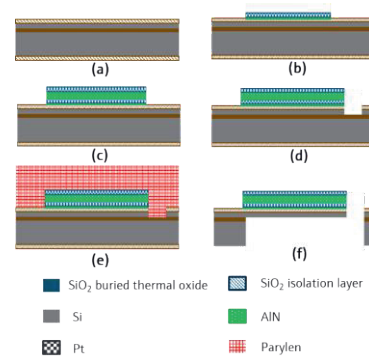 (a)
(b)
(c)
(d)
(e)
(f)
SiO2 buried thermal oxide
SiO2 isolation layer
Si
AlN
Pt
Parylen